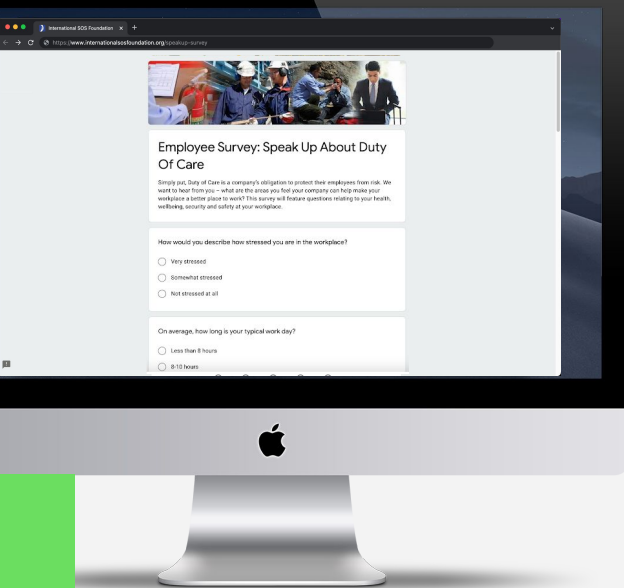 International SOS Foundation
https://www.internationalsosfoundation.org/speakup-survey
Employee Survey: Speak Up About Duty
Of Care
Simply put, Duty of Care is a company's obligation to protect their employees from risk. We
want to hear from you – what are the areas you feel your company can help make your
workplace a better place to work? This survey will feature questions relating to your health,
wellbeing, security and safety at your workplace.
How would you describe how stressed you are in the workplace?
Very stressed
Somewhat stressed
Not stressed at all
On average, how long is your typical work day?
Less than 8 hours
8-10 hours